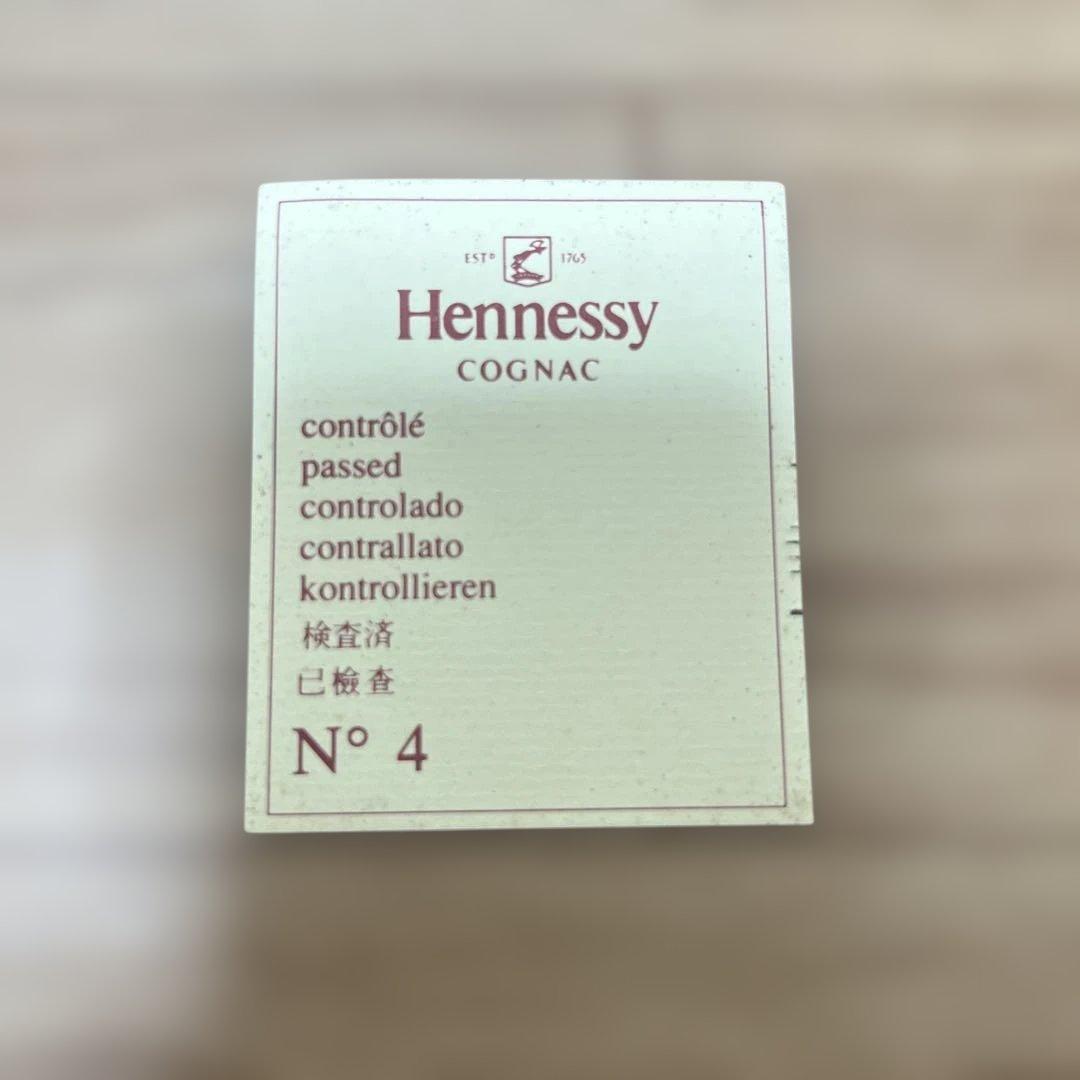 ESTD 1765
Hennessy
COGNAC
contrôlé
passed
controlado
contrallato
kontrollieren
検査済
已檢查
N° 4